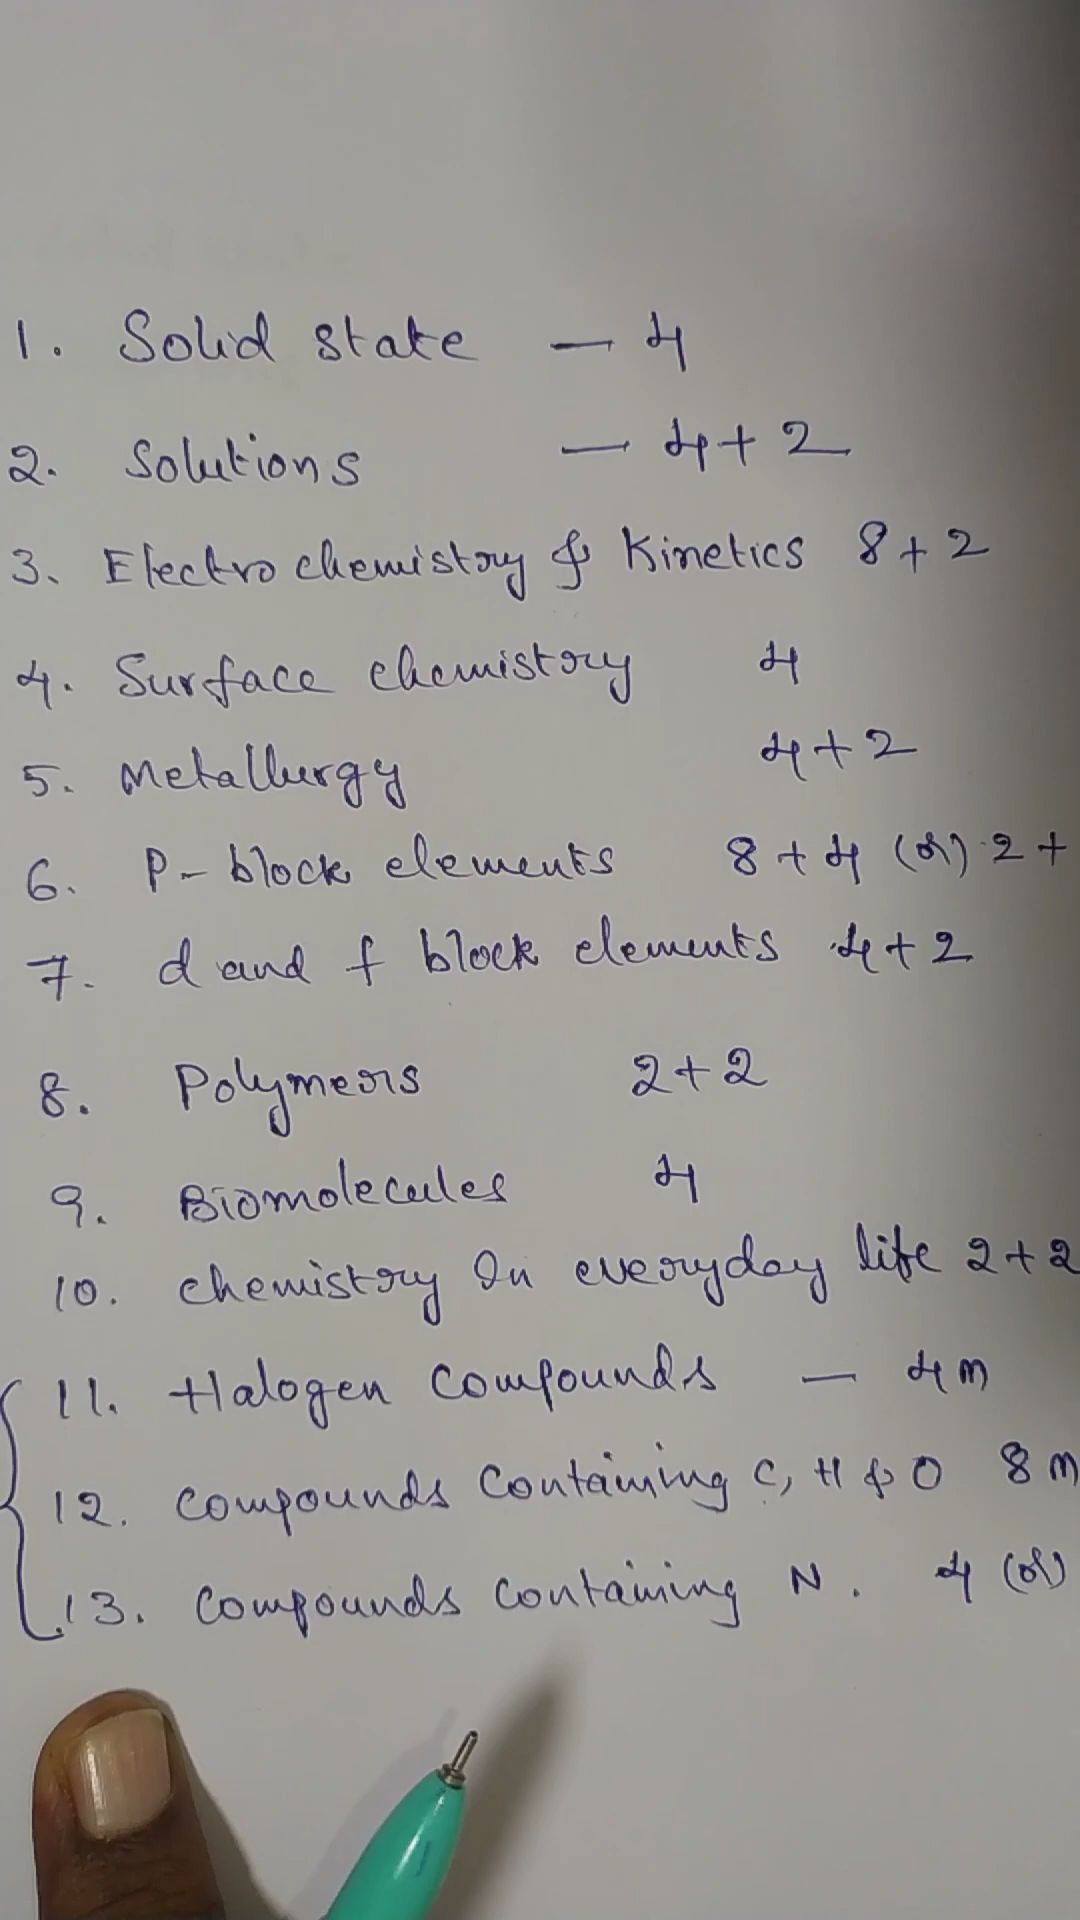 1. Solid state — 4
2. Solutions — 4+2
3. Electro chemistry & Kinetics 8+2
4. Surface chemistry 4
5. Metallurgy 4+2
6. P-block elements 8+4 (or) 2+
7. d and f block elements 4+2
8. Polymers 2+2
9. Biomolecules 4
10. chemistry In everyday life 2+2
11. Halogen compounds — 4m
12. compounds containing C, H & O 8m
13. compounds containing N. 4 (or)